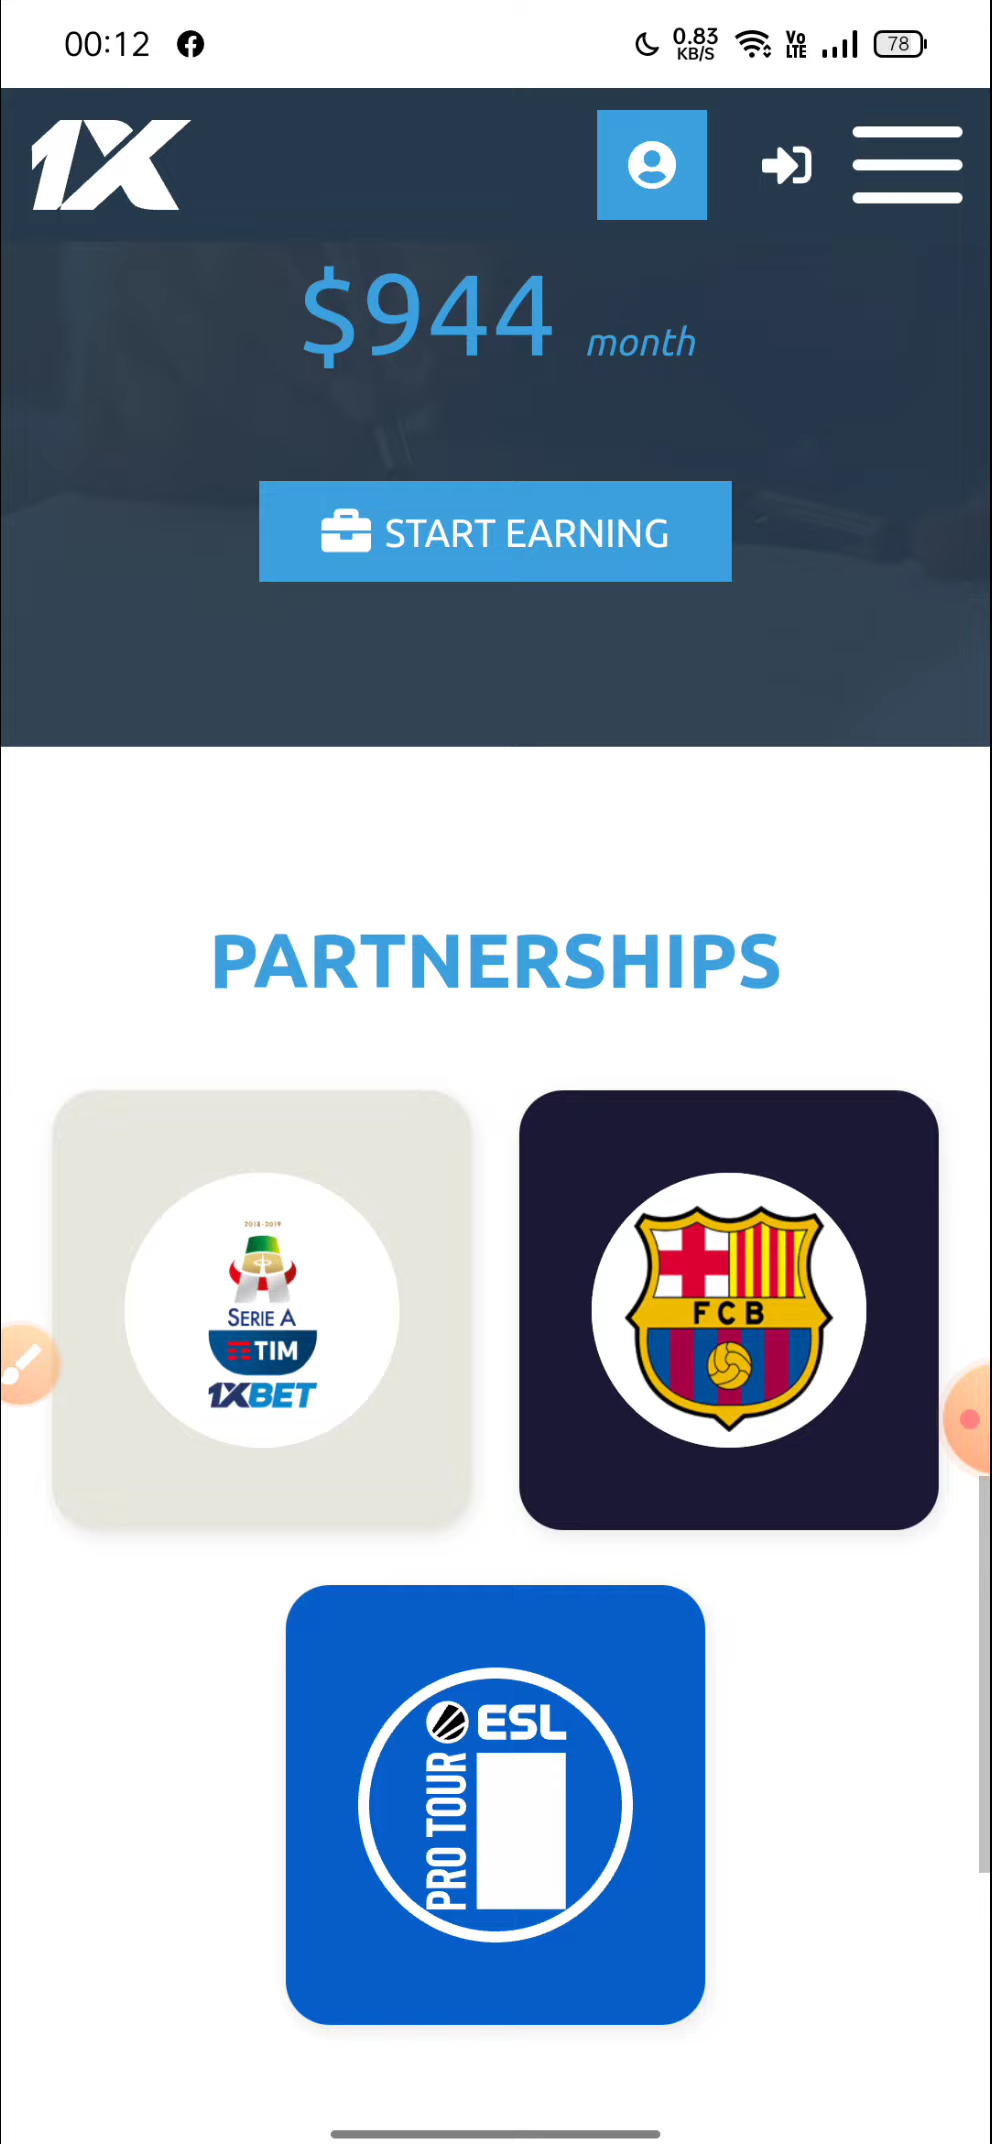 00:12
0.83
KB/S
Vo
LTE
78
1X
$944 month
START EARNING
PARTNERSHIPS
2018-2019
SERIE A
TIM
1XBET
FCB
ESL
PRO TOUR